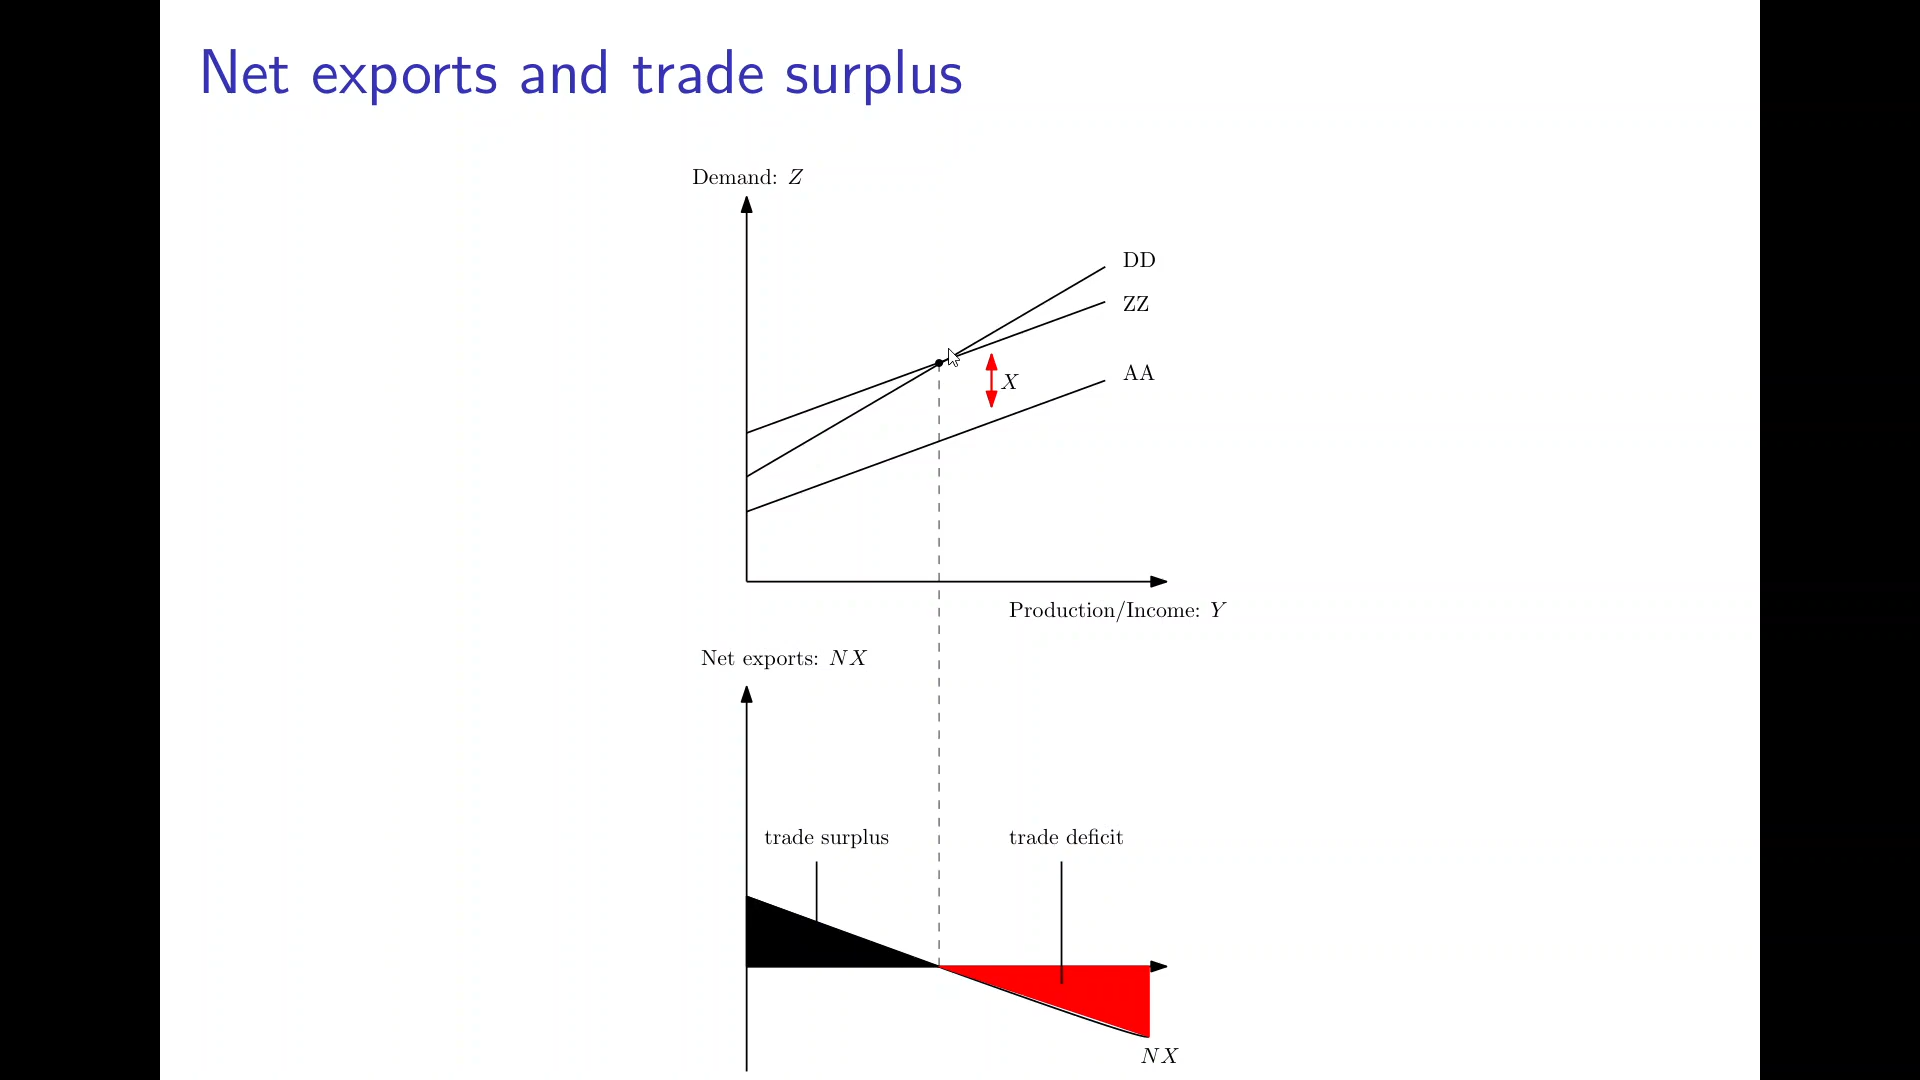 Net exports and trade surplus
Demand: Z
DD
ZZ
AA
X
Production/Income: Y
Net exports: NX
trade surplus
trade deficit
NX